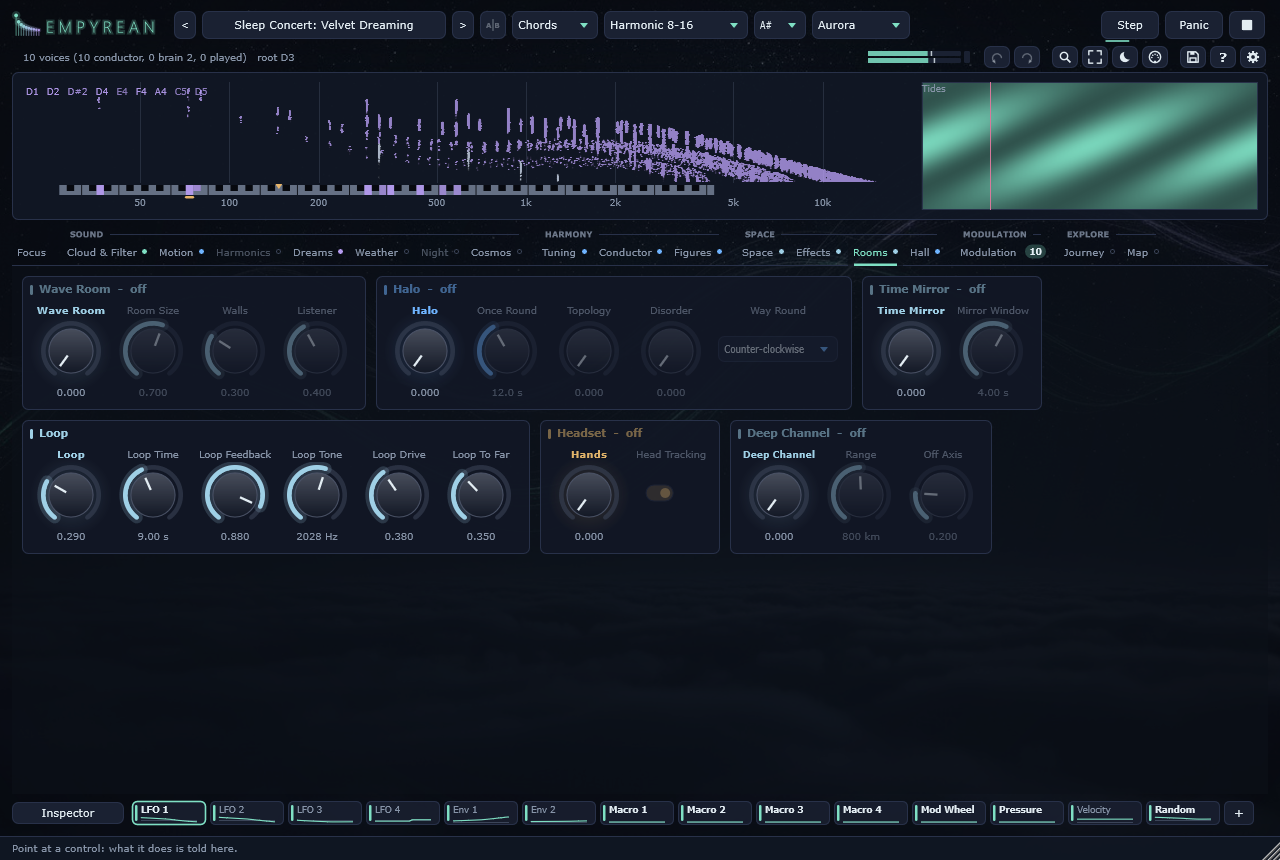 EMPYREAN
< Sleep Concert: Velvet Dreaming > A|B Chords Harmonic 8-16 A# Aurora Step Panic
10 voices (10 conductor, 0 brain 2, 0 played) root D3
?
D1 D2 D#2 D4 E4 F4 A4 C5 D5
Tides
50 100 200 500 1k 2k 5k 10k
SOUND HARMONY SPACE MODULATION EXPLORE
Focus Cloud & Filter Motion Harmonics Dreams Weather Night Cosmos Tuning Conductor Figures Space Effects Rooms Hall Modulation 10 Journey Map
Wave Room - off Halo - off Time Mirror - off
Wave Room Room Size Walls Listener Halo Once Round Topology Disorder Way Round Time Mirror Mirror Window
Counter-clockwise
0.000 0.700 0.300 0.400 0.000 12.0 s 0.000 0.000 0.000 4.00 s
Loop Headset - off Deep Channel - off
Loop Loop Time Loop Feedback Loop Tone Loop Drive Loop To Far Hands Head Tracking Deep Channel Range Off Axis
0.290 9.00 s 0.880 2028 Hz 0.380 0.350 0.000 0.000 800 km 0.200
Inspector LFO 1 LFO 2 LFO 3 LFO 4 Env 1 Env 2 Macro 1 Macro 2 Macro 3 Macro 4 Mod Wheel Pressure Velocity Random +
Point at a control: what it does is told here.